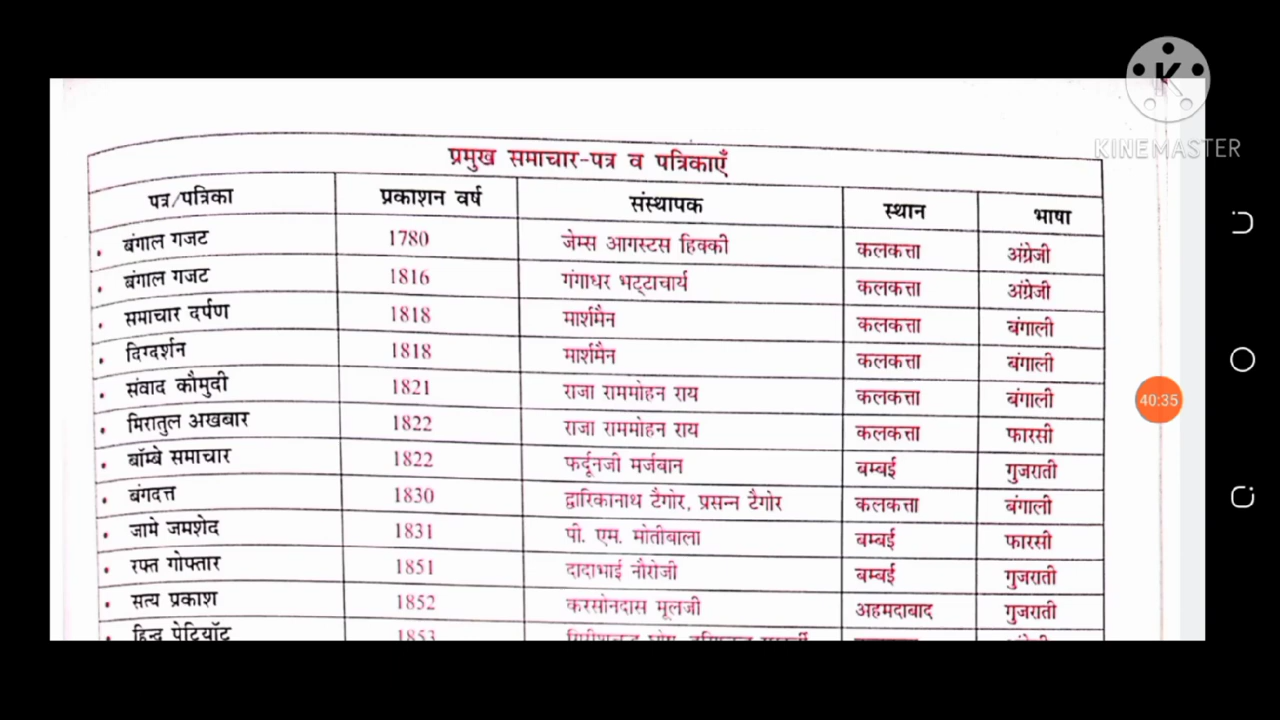 KINEMASTER
प्रमुख समाचार-पत्र व पत्रिकाएँ
पत्र/पत्रिका प्रकाशन वर्ष संस्थापक स्थान भाषा
बंगाल गजट 1780 जेम्स आगस्टस हिक्की कलकत्ता अंग्रेजी
बंगाल गजट 1816 गंगाधर भट्टाचार्य कलकत्ता अंग्रेजी
समाचार दर्पण 1818 मार्शमैन कलकत्ता बंगाली
दिग्दर्शन 1818 मार्शमैन कलकत्ता बंगाली
संवाद कौमुदी 1821 राजा राममोहन राय कलकत्ता बंगाली
मिरातुल अखबार 1822 राजा राममोहन राय कलकत्ता फारसी
बॉम्बे समाचार 1822 फर्दूनजी मर्जबान बम्बई गुजराती
बंगदत्त 1830 द्वारिकानाथ टैगोर, प्रसन्न टैगोर कलकत्ता बंगाली
जामे जमशेद 1831 पी. एम. मोतीबाला बम्बई फारसी
रफ्त गोफ्तार 1851 दादाभाई नौरोजी बम्बई गुजराती
सत्य प्रकाश 1852 करसोनदास मूलजी अहमदाबाद गुजराती
हिन्दू पेट्रियॉट 1853
40:35